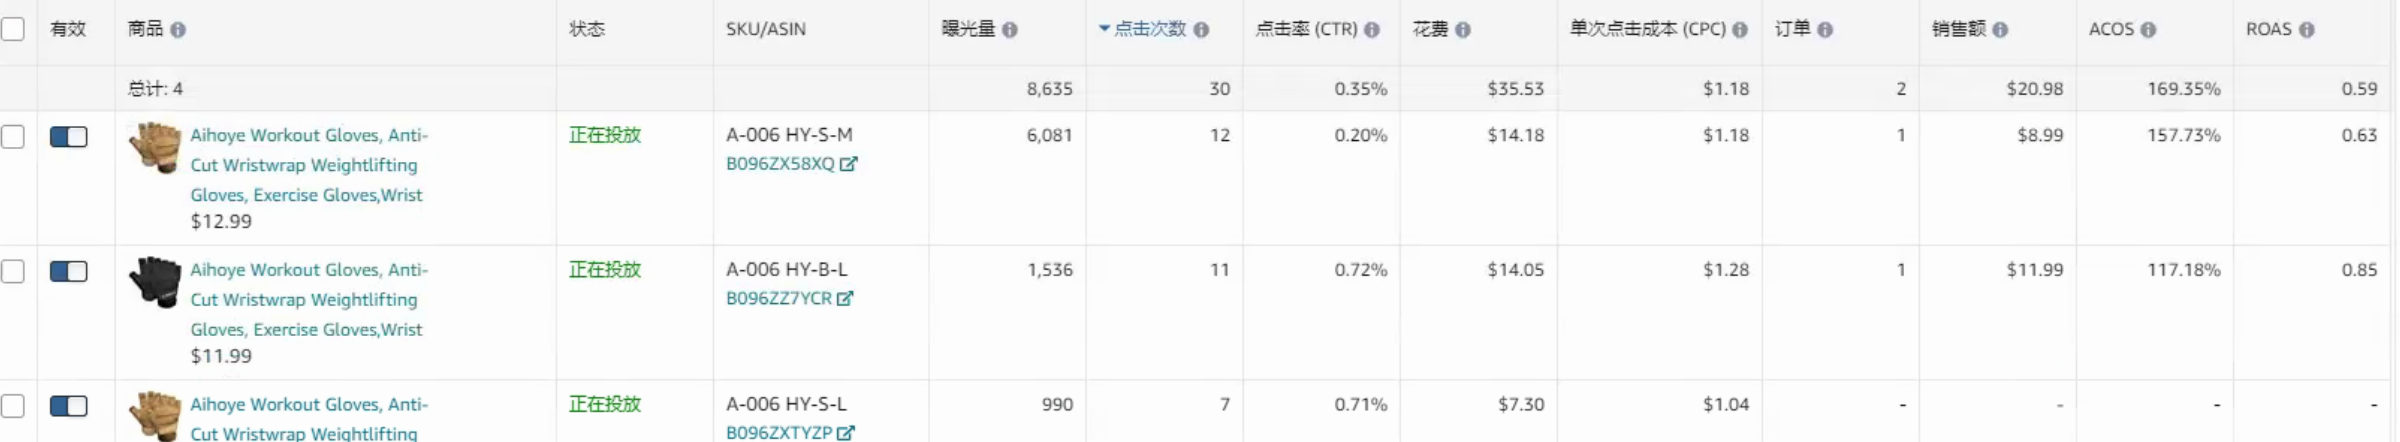 有效 商品 状态 SKU/ASIN 曝光量 点击次数 点击率 (CTR) 花费 单次点击成本 (CPC) 订单 销售额 ACOS ROAS
总计: 4 8,635 30 0.35% $35.53 $1.18 2 $20.98 169.35% 0.59
Aihoye Workout Gloves, Anti- 正在投放 A-006 HY-S-M 6,081 12 0.20% $14.18 $1.18 1 $8.99 157.73% 0.63
Cut Wristwrap Weightlifting B096ZX58XQ
Gloves, Exercise Gloves,Wrist
$12.99
Aihoye Workout Gloves, Anti- 正在投放 A-006 HY-B-L 1,536 11 0.72% $14.05 $1.28 1 $11.99 117.18% 0.85
Cut Wristwrap Weightlifting B096ZZ7YCR
Gloves, Exercise Gloves,Wrist
$11.99
Aihoye Workout Gloves, Anti- 正在投放 A-006 HY-S-L 990 7 0.71% $7.30 $1.04 - - - -
Cut Wristwrap Weightlifting B096ZXTYZP